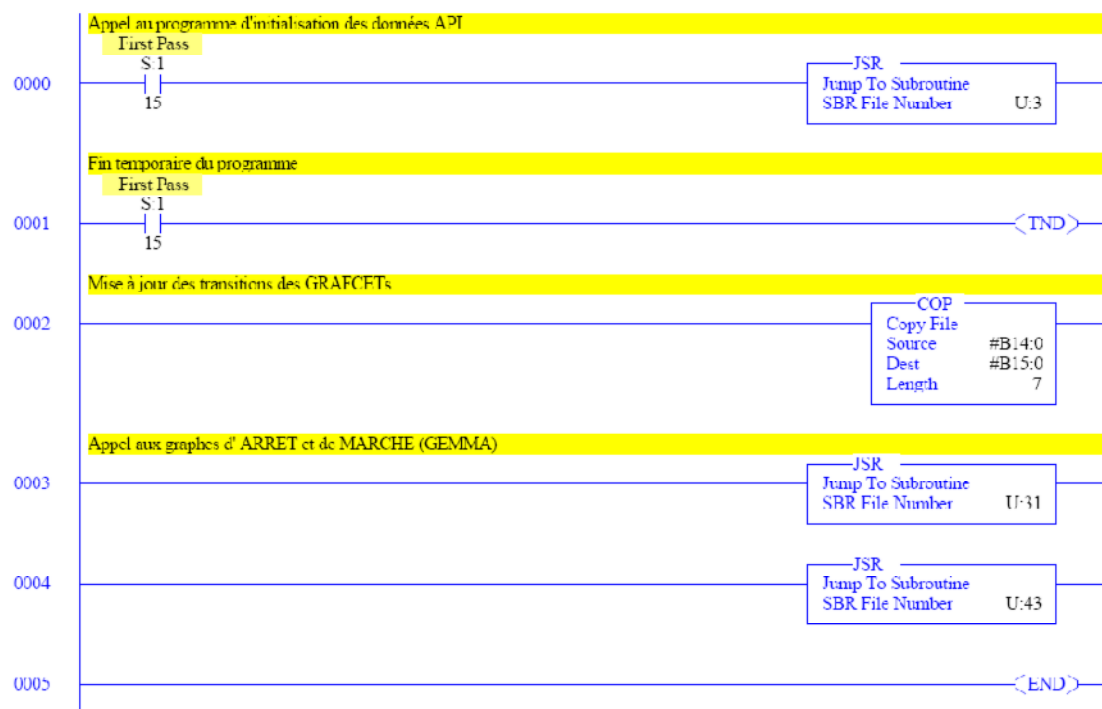 Appel au programme d'initialisation des données API
First Pass
S:1
0000
15
JSR
Jump To Subroutine
SBR File Number U:3
Fin temporaire du programme
First Pass
S:1
0001
15
TND
Mise à jour des transitions des GRAFCETs
0002
COP
Copy File
Source #B14:0
Dest #B15:0
Length 7
Appel aux graphes d' ARRET et de MARCHE (GEMMA)
0003
JSR
Jump To Subroutine
SBR File Number U:31
0004
JSR
Jump To Subroutine
SBR File Number U:43
0005
END